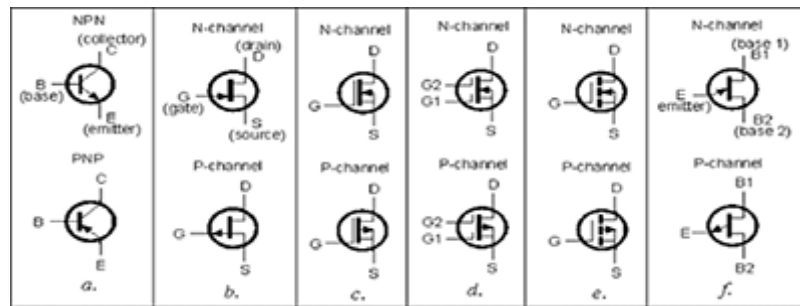 NPN
(collector)
C
B
(base)
E
(emitter)
PNP
C
B
E
a.
N-channel
(drain)
D
G
(gate)
S
(source)
P-channel
D
G
S
b.
N-channel
D
G
S
P-channel
D
G
S
c.
N-channel
D
G2
G1
S
P-channel
D
G2
G1
S
d.
N-channel
D
G
S
P-channel
D
G
S
e.
N-channel
(base 1)
B1
E
emitter)
B2
(base 2)
P-channel
B1
E
B2
f.